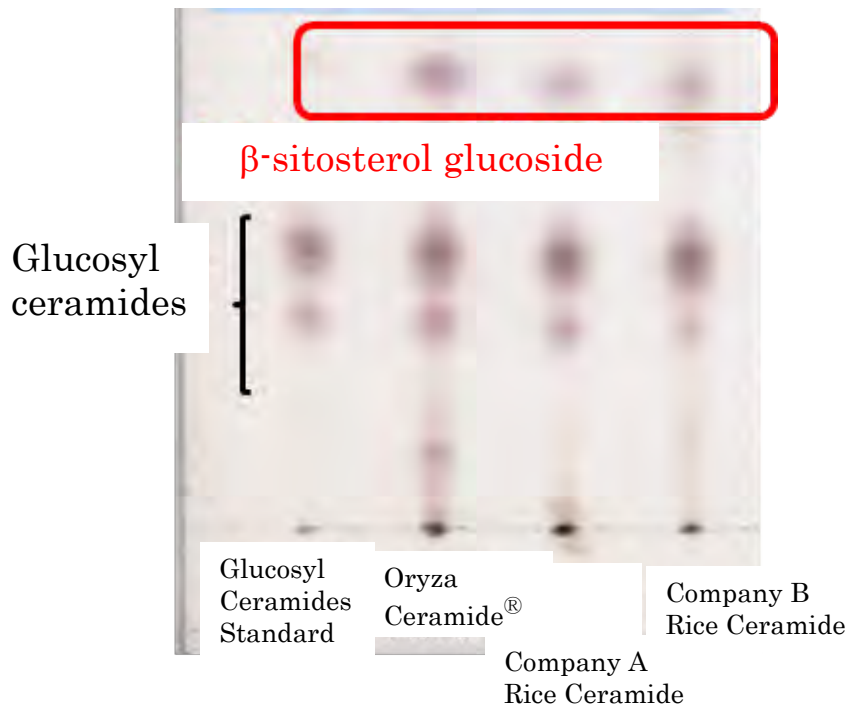 β-sitosterol glucoside
Glucosyl
ceramides
Glucosyl
Ceramides
Standard
Oryza
Ceramide®
Company A
Rice Ceramide
Company B
Rice Ceramide